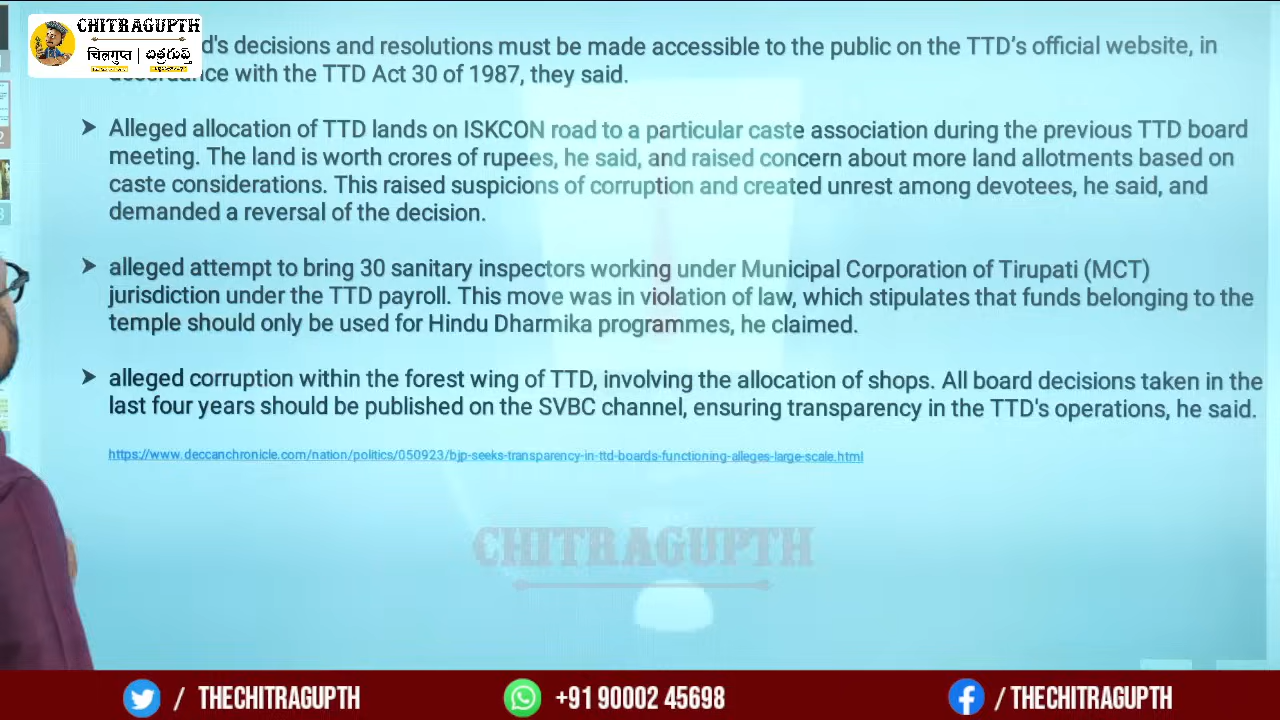 CHITRAGUPTH
चित्रगुप्त | చిత్రగుప్త
d's decisions and resolutions must be made accessible to the public on the TTD's official website, in
with the TTD Act 30 of 1987, they said.
➤ Alleged allocation of TTD lands on ISKCON road to a particular caste association during the previous TTD board
meeting. The land is worth crores of rupees, he said, and raised concern about more land allotments based on
caste considerations. This raised suspicions of corruption and created unrest among devotees, he said, and
demanded a reversal of the decision.
➤ alleged attempt to bring 30 sanitary inspectors working under Municipal Corporation of Tirupati (MCT)
jurisdiction under the TTD payroll. This move was in violation of law, which stipulates that funds belonging to the
temple should only be used for Hindu Dharmika programmes, he claimed.
➤ alleged corruption within the forest wing of TTD, involving the allocation of shops. All board decisions taken in the
last four years should be published on the SVBC channel, ensuring transparency in the TTD's operations, he said.
https://www.deccanchronicle.com/nation/politics/050923/bjp-seeks-transparency-in-ttd-boards-functioning-alleges-large-scale.html
CHITRAGUPTH
/ THECHITRAGUPTH
+91 90002 45698
/ THECHITRAGUPTH